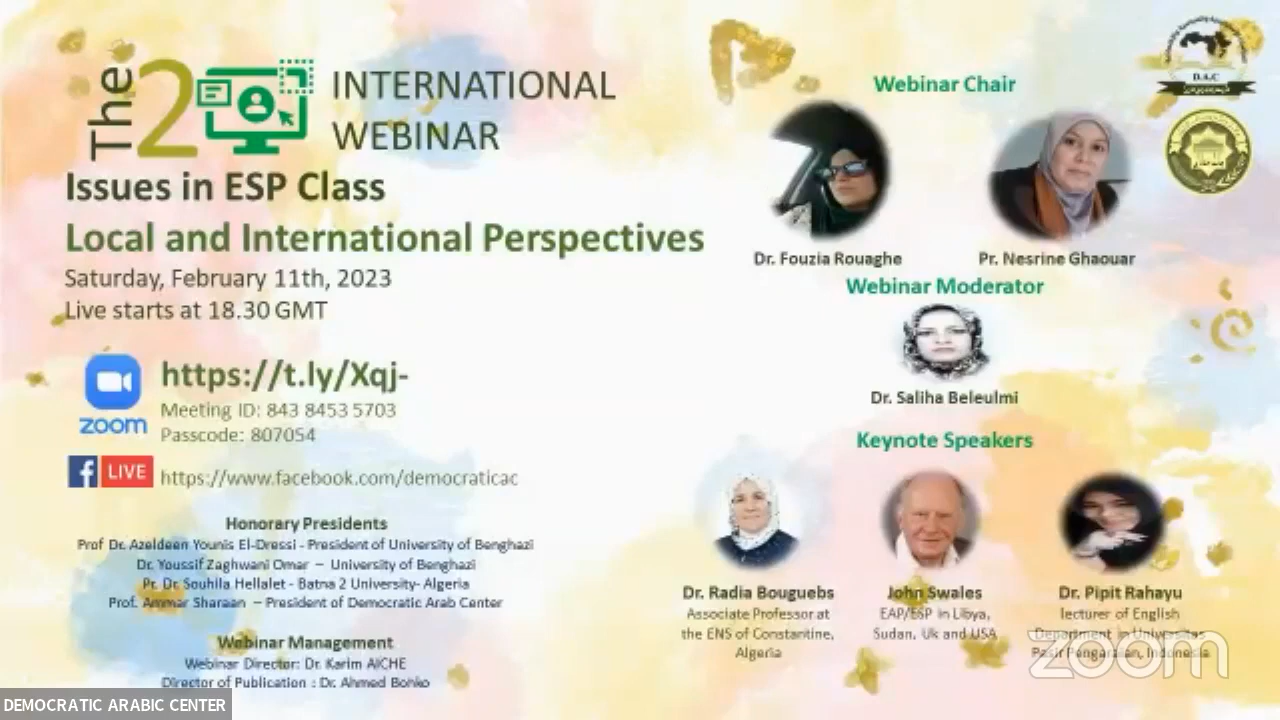 The 20
INTERNATIONAL
WEBINAR
Issues in ESP Class
Local and International Perspectives
Saturday, February 11th, 2023
Live starts at 18.30 GMT
zoom
https://t.ly/Xqj-
Meeting ID: 843 8453 5703
Passcode: 807054
f LIVE
https://www.facebook.com/democraticac
Honorary Presidents
Prof Dr. Azeldeen Younis El-Dressi - President of University of Benghazi
Dr. Youssif Zaghwani Omar – University of Benghazi
Pr. Dr. Souhila Hellalet - Batna 2 University- Algeria
Prof. Ammar Sharaan – President of Democratic Arab Center
Webinar Management
Webinar Director: Dr. Karim AICHE
Director of Publication : Dr. Ahmed Bohko
Webinar Chair
Dr. Fouzia Rouaghe
Pr. Nesrine Ghaouar
Webinar Moderator
Dr. Saliha Beleulmi
Keynote Speakers
Dr. Radia Bouguebs
Associate Professor at
the ENS of Constantine,
Algeria
John Swales
EAP/ESP in Libya,
Sudan, Uk and USA
Dr. Pipit Rahayu
lecturer of English
Department in Universitas
Pasir Pengaraian, Indonesia
D.A.C
zoom
DEMOCRATIC ARABIC CENTER